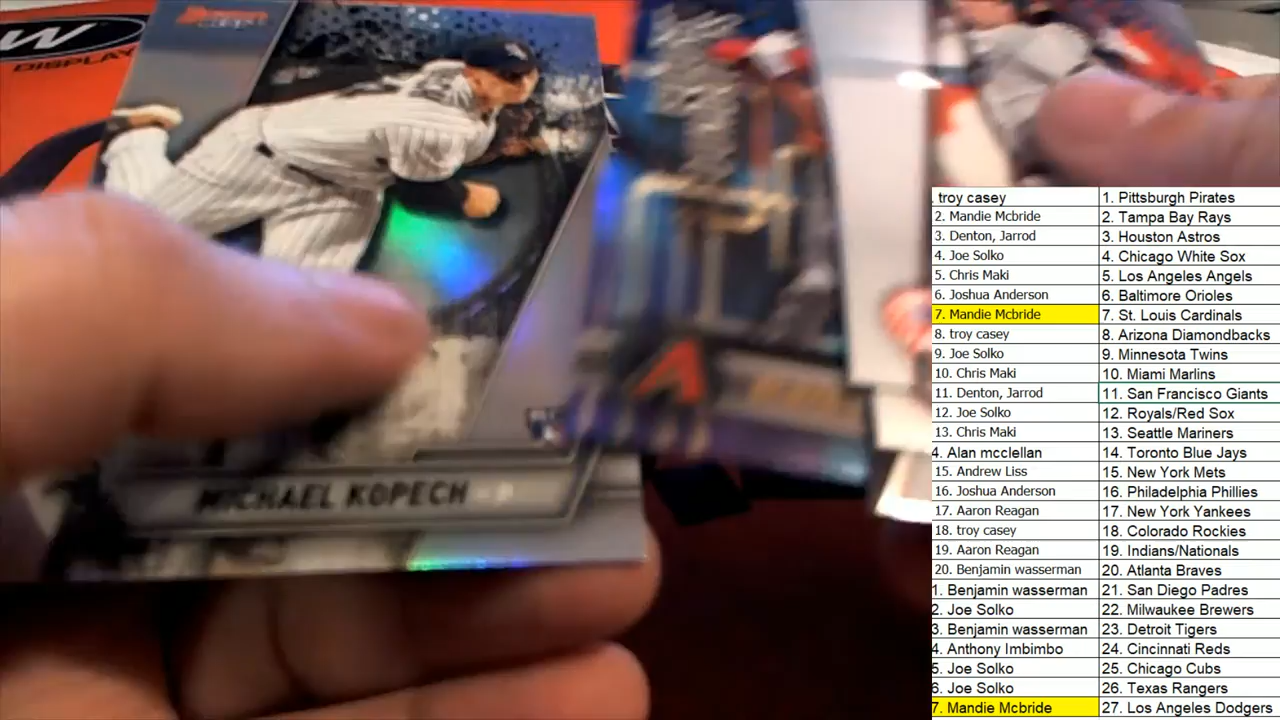 Bowman's
BEST
W
DISPLAY
MICHAEL KOPECH
RC
. troy casey 1. Pittsburgh Pirates
2. Mandie Mcbride 2. Tampa Bay Rays
3. Denton, Jarrod 3. Houston Astros
4. Joe Solko 4. Chicago White Sox
5. Chris Maki 5. Los Angeles Angels
6. Joshua Anderson 6. Baltimore Orioles
7. Mandie Mcbride 7. St. Louis Cardinals
8. troy casey 8. Arizona Diamondbacks
9. Joe Solko 9. Minnesota Twins
10. Chris Maki 10. Miami Marlins
11. Denton, Jarrod 11. San Francisco Giants
12. Joe Solko 12. Royals/Red Sox
13. Chris Maki 13. Seattle Mariners
4. Alan mcclellan 14. Toronto Blue Jays
15. Andrew Liss 15. New York Mets
16. Joshua Anderson 16. Philadelphia Phillies
17. Aaron Reagan 17. New York Yankees
18. troy casey 18. Colorado Rockies
19. Aaron Reagan 19. Indians/Nationals
20. Benjamin wasserman 20. Atlanta Braves
1. Benjamin wasserman 21. San Diego Padres
2. Joe Solko 22. Milwaukee Brewers
3. Benjamin wasserman 23. Detroit Tigers
4. Anthony Imbimbo 24. Cincinnati Reds
5. Joe Solko 25. Chicago Cubs
6. Joe Solko 26. Texas Rangers
7. Mandie Mcbride 27. Los Angeles Dodgers